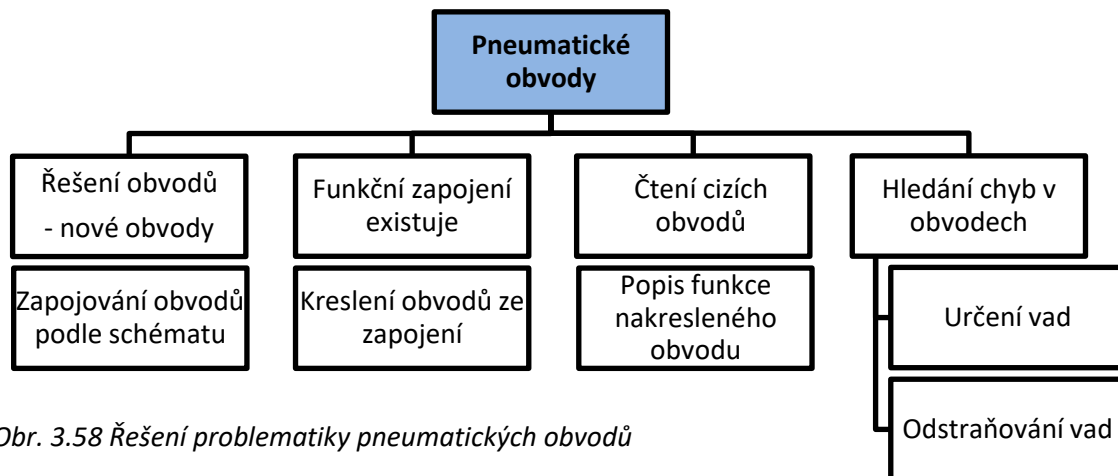 Pneumatické
obvody
Řešení obvodů
- nové obvody
Funkční zapojení
existuje
Čtení cizích
obvodů
Hledání chyb v
obvodech
Zapojování obvodů
podle schématu
Kreslení obvodů ze
zapojení
Popis funkce
nakresleného
obvodu
Určení vad
Odstraňování vad
Obr. 3.58 Řešení problematiky pneumatických obvodů